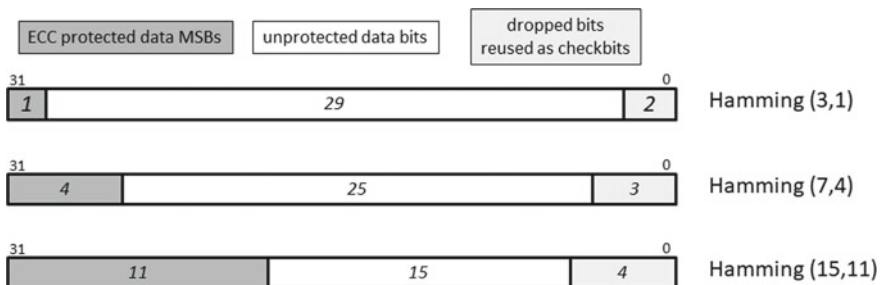 ECC protected data MSBs
unprotected data bits
dropped bits
reused as checkbits
31 0
1 29 2 Hamming (3,1)
31 0
4 25 3 Hamming (7,4)
31 0
11 15 4 Hamming (15,11)